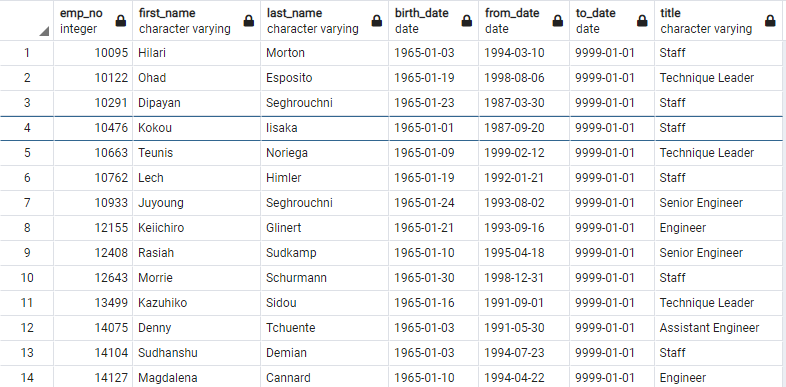 emp_no first_name last_name birth_date from_date to_date title
integer character varying character varying date date date character varying
1 10095 Hilari Morton 1965-01-03 1994-03-10 9999-01-01 Staff
2 10122 Ohad Esposito 1965-01-19 1998-08-06 9999-01-01 Technique Leader
3 10291 Dipayan Seghrouchni 1965-01-23 1987-03-30 9999-01-01 Staff
4 10476 Kokou Iisaka 1965-01-01 1987-09-20 9999-01-01 Staff
5 10663 Teunis Noriega 1965-01-09 1999-02-12 9999-01-01 Technique Leader
6 10762 Lech Himler 1965-01-19 1992-01-21 9999-01-01 Staff
7 10933 Juyoung Seghrouchni 1965-01-24 1993-08-02 9999-01-01 Senior Engineer
8 12155 Keiichiro Glinert 1965-01-21 1993-09-16 9999-01-01 Engineer
9 12408 Rasiah Sudkamp 1965-01-10 1995-04-18 9999-01-01 Senior Engineer
10 12643 Morrie Schurmann 1965-01-30 1998-12-31 9999-01-01 Staff
11 13499 Kazuhiko Sidou 1965-01-16 1991-09-01 9999-01-01 Technique Leader
12 14075 Denny Tchuente 1965-01-03 1991-05-30 9999-01-01 Assistant Engineer
13 14104 Sudhanshu Demian 1965-01-03 1994-07-23 9999-01-01 Staff
14 14127 Magdalena Cannard 1965-01-10 1994-04-22 9999-01-01 Engineer